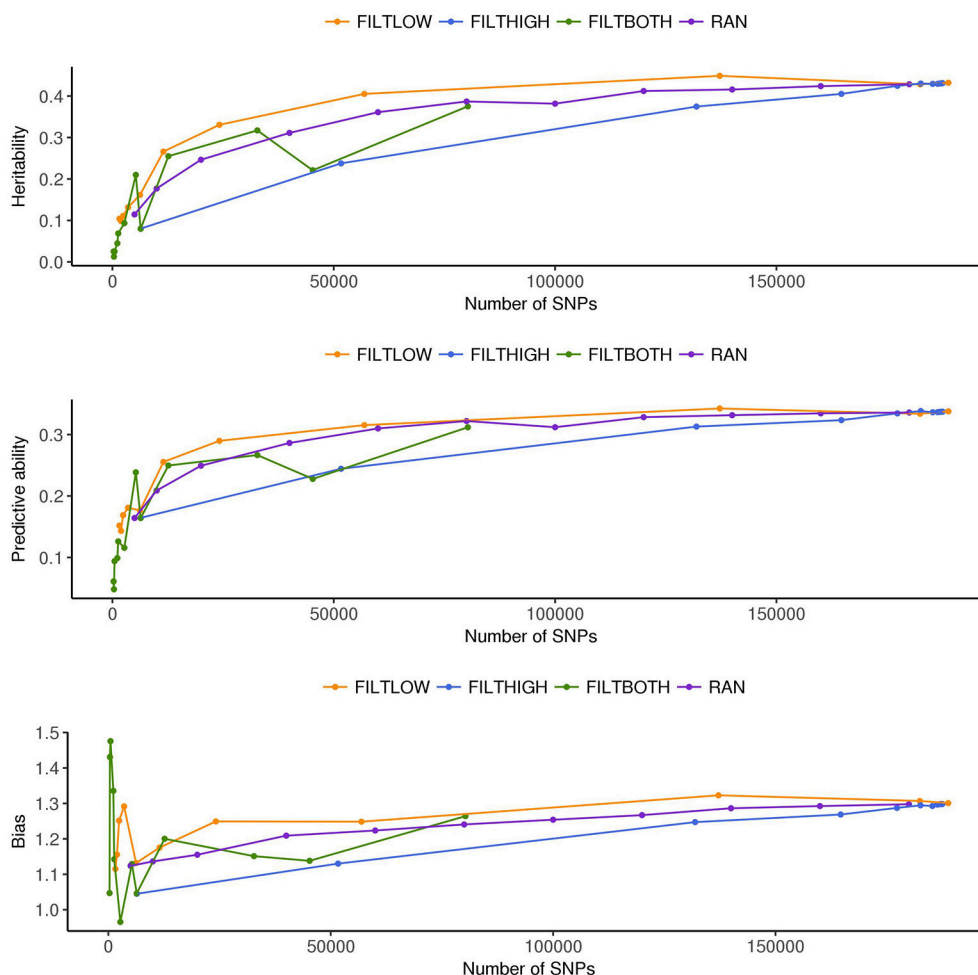 FILTLOW FILTHIGH FILTBOTH RAN
Heritability
0.4
0.3
0.2
0.1
0.0
0 50000 100000 150000
Number of SNPs
FILTLOW FILTHIGH FILTBOTH RAN
Predictive ability
0.3
0.2
0.1
0 50000 100000 150000
Number of SNPs
FILTLOW FILTHIGH FILTBOTH RAN
Bias
1.5
1.4
1.3
1.2
1.1
1.0
0 50000 100000 150000
Number of SNPs